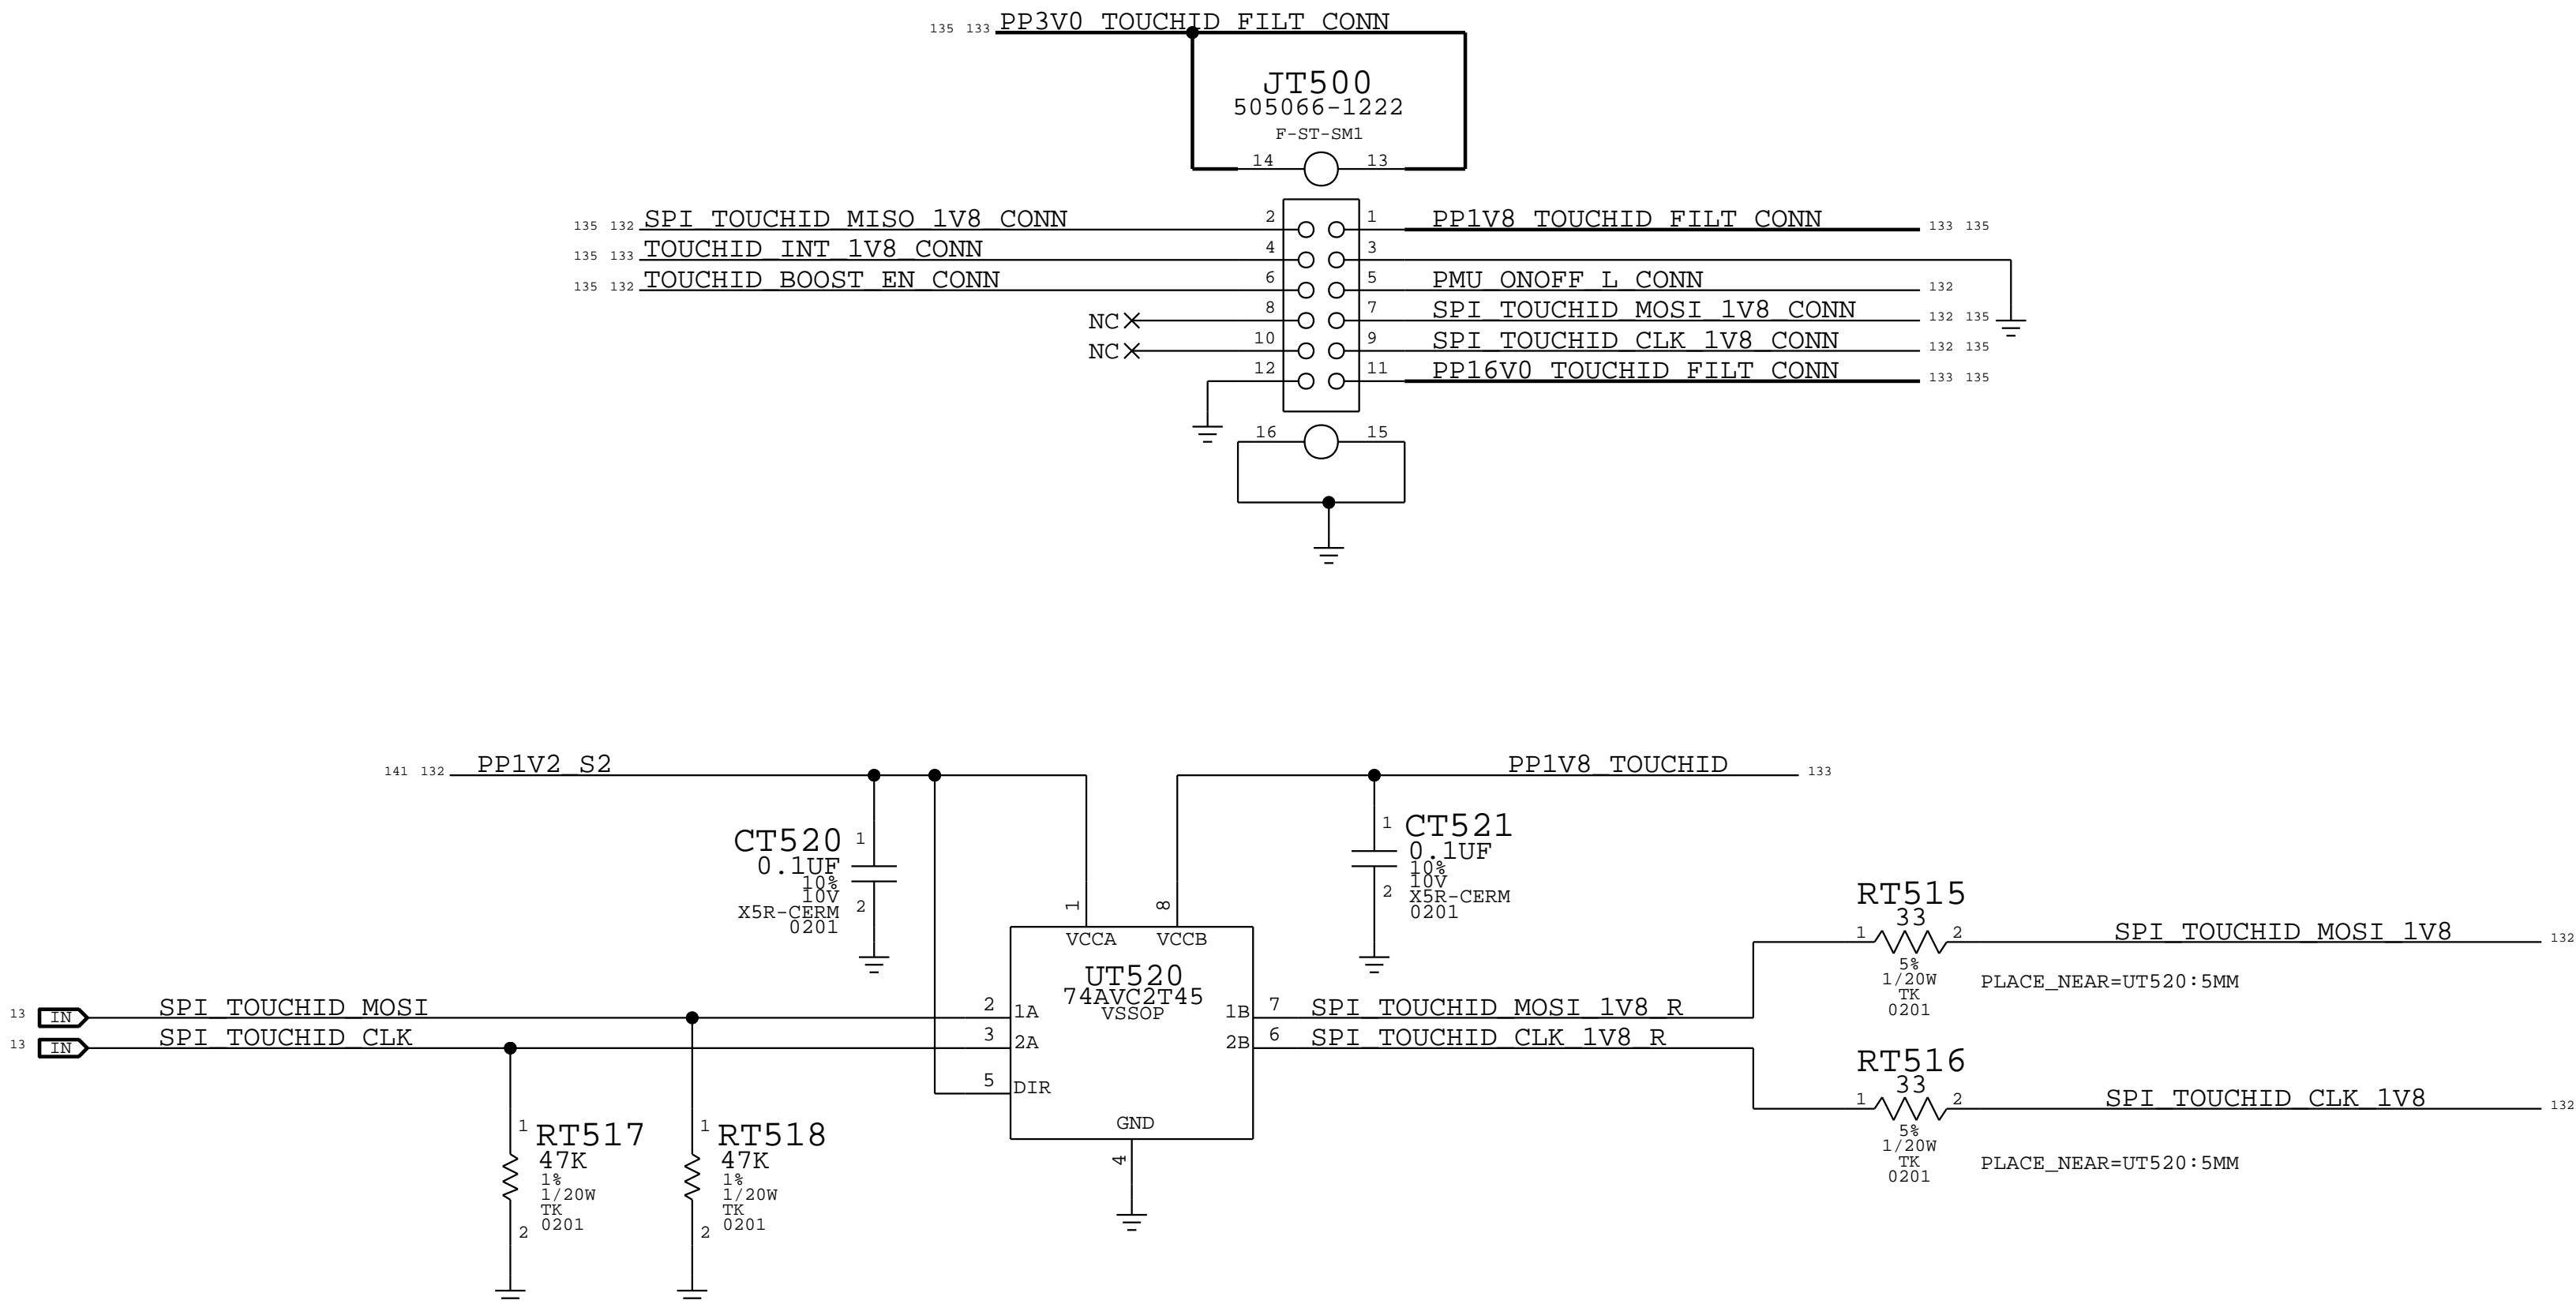 135 133 PP3V0_TOUCHID_FILT_CONN
JT500
505066-1222
F-ST-SM1
14 13
135 132 SPI_TOUCHID_MISO_1V8_CONN 2 1 PP1V8_TOUCHID_FILT_CONN 133 135
135 133 TOUCHID_INT_1V8_CONN 4 3
135 132 TOUCHID_BOOST_EN_CONN 6 5 PMU_ONOFF_L_CONN 132
NC 8 7 SPI_TOUCHID_MOSI_1V8_CONN 132 135
NC 10 9 SPI_TOUCHID_CLK_1V8_CONN 132 135
12 11 PP16V0_TOUCHID_FILT_CONN 133 135
16 15
141 132 PP1V2_S2
PP1V8_TOUCHID 133
CT520 1
0.1UF
10%
10V
X5R-CERM 2
0201
1 CT521
0.1UF
10%
10V
2 X5R-CERM
0201
1 8
VCCA VCCB
UT520
74AVC2T45
VSSOP
13 IN SPI_TOUCHID_MOSI 2 1A 1B 7 SPI_TOUCHID_MOSI_1V8_R
13 IN SPI_TOUCHID_CLK 3 2A 2B 6 SPI_TOUCHID_CLK_1V8_R
5 DIR
GND
4
RT515
33
1 2 SPI_TOUCHID_MOSI_1V8 132
5%
1/20W
TK
0201
PLACE_NEAR=UT520:5MM
RT516
33
1 2 SPI_TOUCHID_CLK_1V8 132
5%
1/20W
TK
0201
PLACE_NEAR=UT520:5MM
1 RT517
47K
1%
1/20W
TK
0201
2
1 RT518
47K
1%
1/20W
TK
0201
2